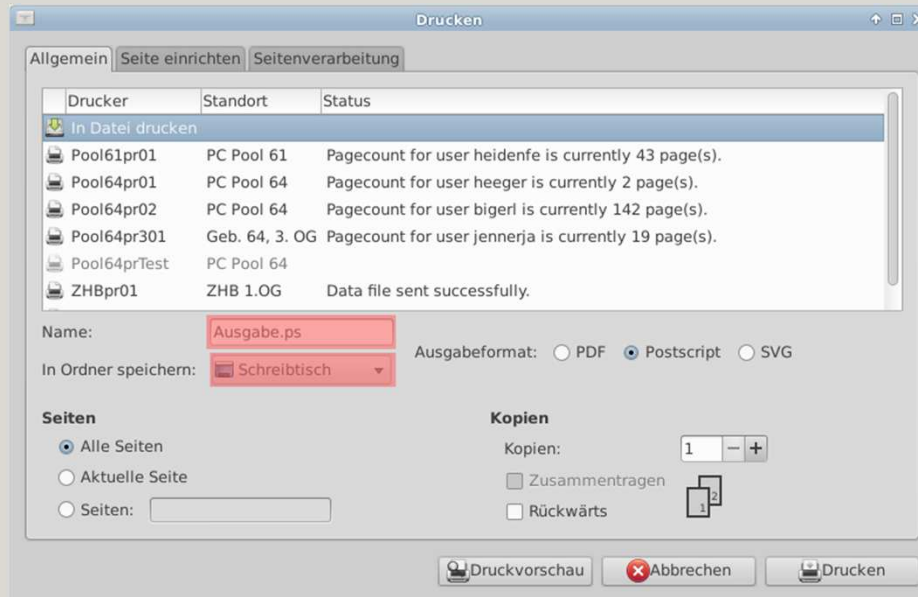 Drucken
Allgemein Seite einrichten Seitenverarbeitung
Drucker Standort Status
In Datei drucken
Pool61pr01 PC Pool 61 Pagecount for user heidenfe is currently 43 page(s).
Pool64pr01 PC Pool 64 Pagecount for user heeger is currently 2 page(s).
Pool64pr02 PC Pool 64 Pagecount for user bigerl is currently 142 page(s).
Pool64pr301 Geb. 64, 3. OG Pagecount for user jennerja is currently 19 page(s).
Pool64prTest PC Pool 64
ZHBpr01 ZHB 1.OG Data file sent successfully.
Name: Ausgabe.ps
Ausgabeformat: PDF Postscript SVG
In Ordner speichern: Schreibtisch
Seiten Kopien
Alle Seiten Kopien: 1
Aktuelle Seite Zusammentragen
Seiten: Rückwärts
1 2
Druckvorschau Abbrechen Drucken